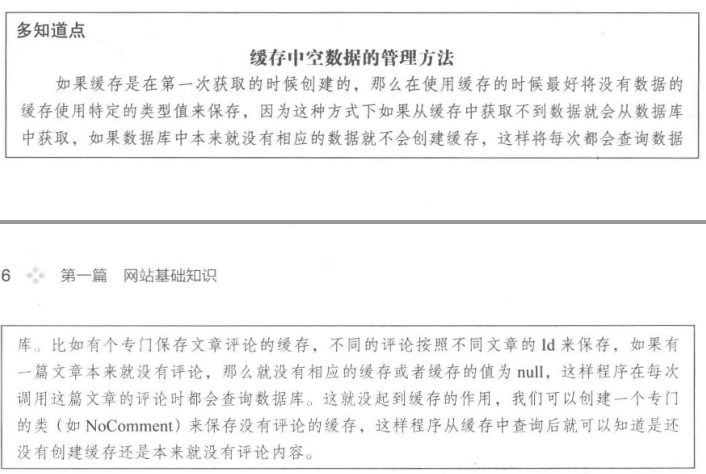 多知道点
缓存中空数据的管理方法
如果缓存是在第一次获取的时候创建的，那么在使用缓存的时候最好将没有数据的
缓存使用特定的类型值来保存，因为这种方式下如果从缓存中获取不到数据就会从数据库
中获取，如果数据库中本来就没有相应的数据就不会创建缓存，这样将每次都会查询数据
6 第一篇 网站基础知识
库。比如有个专门保存文章评论的缓存，不同的评论按照不同文章的 Id 来保存，如果有
一篇文章本来就没有评论，那么就没有相应的缓存或者缓存的值为 null，这样程序在每次
调用这篇文章的评论时都会查询数据库。这就没起到缓存的作用，我们可以创建一个专门
的类（如 NoComment）来保存没有评论的缓存，这样程序从缓存中查询后就可以知道是还
没有创建缓存还是本来就没有评论内容。